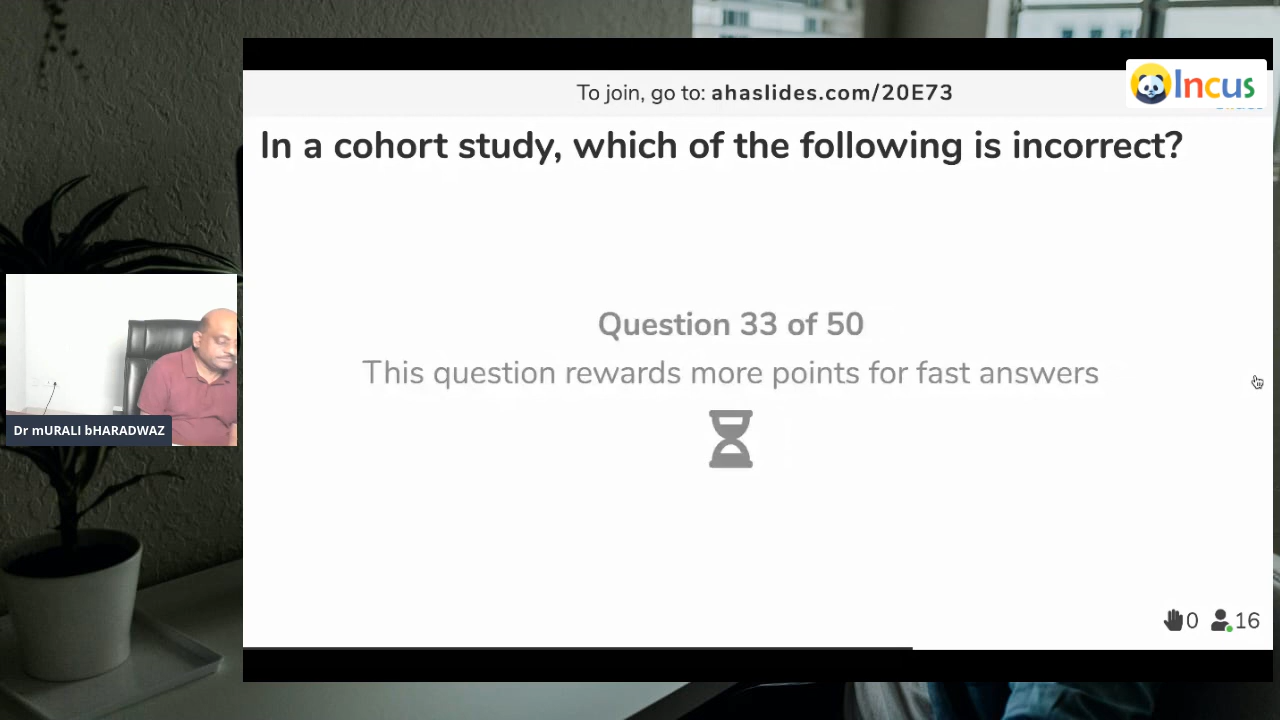 To join, go to: ahaslides.com/20E73
Incus
In a cohort study, which of the following is incorrect?
Question 33 of 50
This question rewards more points for fast answers
Dr mURALI bHARADWAZ
0 16